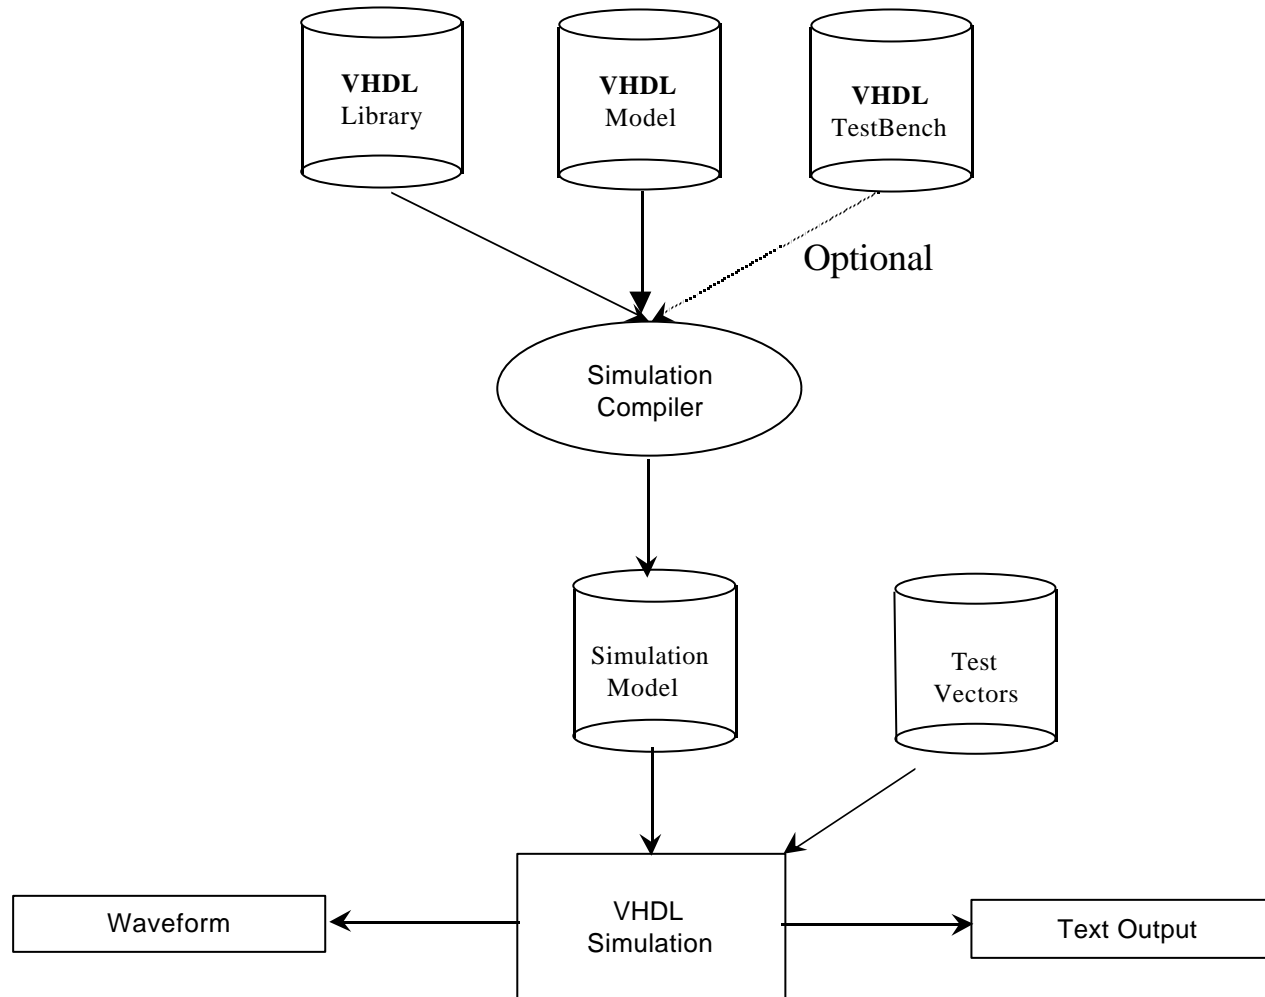 VHDL
Library
VHDL
Model
VHDL
TestBench
Optional
Simulation
Compiler
Simulation
Model
Test
Vectors
Waveform
VHDL
Simulation
Text Output